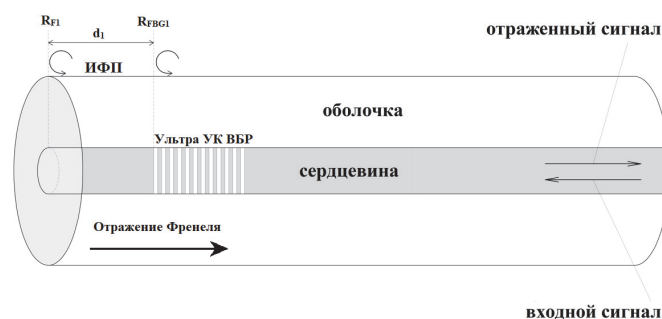 R_F1 R_FBG1
d_1
отраженный сигнал
ИФП
оболочка
Ультра УК ВБР
сердцевина
Отражение Френеля
входной сигнал